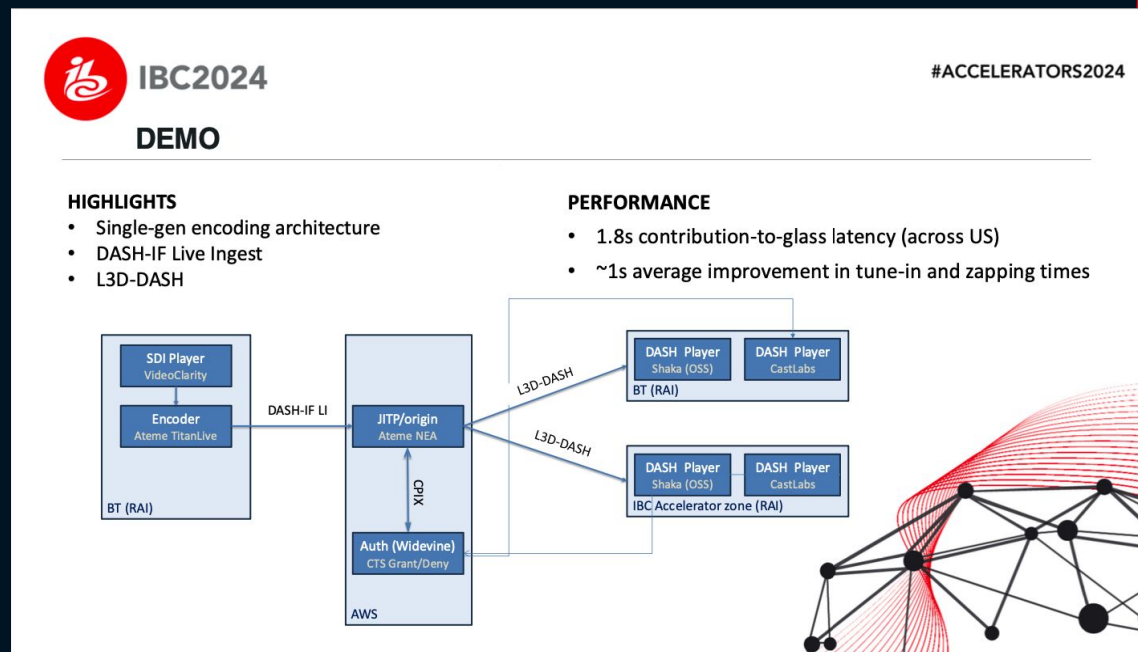 IBC2024
#ACCELERATORS2024
DEMO
HIGHLIGHTS
• Single-gen encoding architecture
• DASH-IF Live Ingest
• L3D-DASH
PERFORMANCE
• 1.8s contribution-to-glass latency (across US)
• ~1s average improvement in tune-in and zapping times
SDI Player
VideoClarity
Encoder
Ateme TitanLive
BT (RAI)
DASH-IF LI
JITP/origin
Ateme NEA
CPIX
Auth (Widevine)
CTS Grant/Deny
AWS
L3D-DASH
L3D-DASH
DASH Player
Shaka (OSS)
DASH Player
CastLabs
BT (RAI)
DASH Player
Shaka (OSS)
DASH Player
CastLabs
IBC Accelerator zone (RAI)